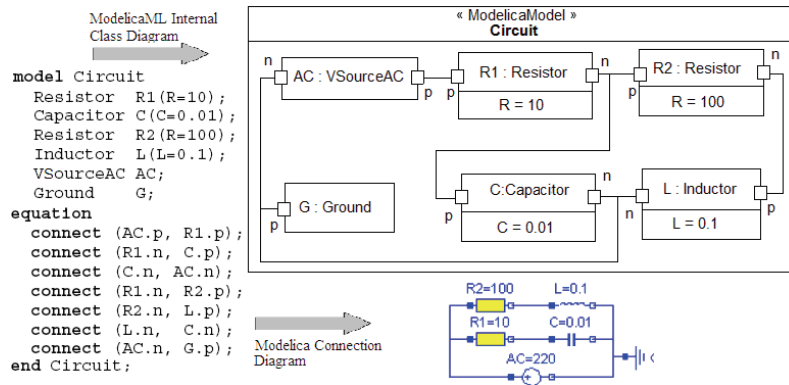 ModelicaML Internal
Class Diagram
model Circuit
Resistor R1(R=10);
Capacitor C(C=0.01);
Resistor R2(R=100);
Inductor L(L=0.1);
VSourceAC AC;
Ground G;
equation
connect (AC.p, R1.p);
connect (R1.n, C.p);
connect (C.n, AC.n);
connect (R1.n, R2.p);
connect (R2.n, L.p);
connect (L.n, C.n);
connect (AC.n, G.p);
end Circuit;
« ModelicaModel »
Circuit
n
AC : VSourceAC
p
p
R1 : Resistor
R = 10
n
p
R2 : Resistor
R = 100
n
G : Ground
p
C:Capacitor
C = 0.01
p
n
n
L : Inductor
L = 0.1
p
Modelica Connection
Diagram
R2=100
L=0.1
R1=10
C=0.01
AC=220